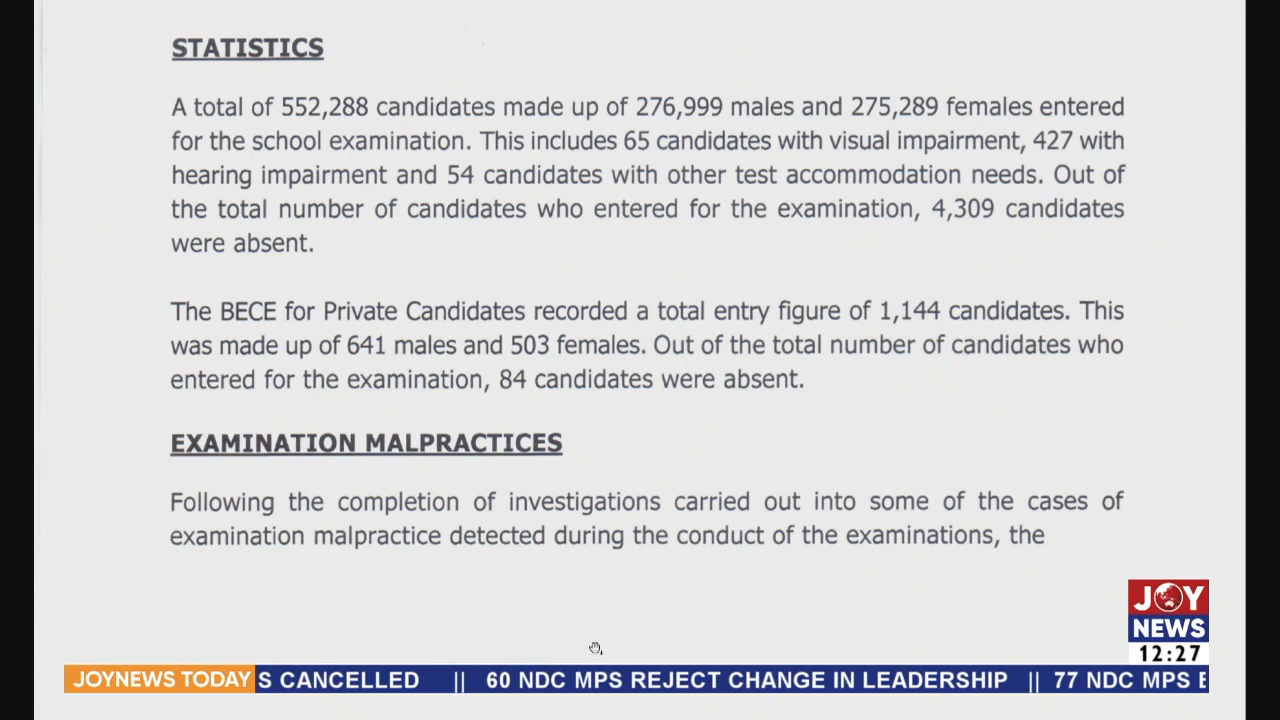 STATISTICS
A total of 552,288 candidates made up of 276,999 males and 275,289 females entered
for the school examination. This includes 65 candidates with visual impairment, 427 with
hearing impairment and 54 candidates with other test accommodation needs. Out of
the total number of candidates who entered for the examination, 4,309 candidates
were absent.
The BECE for Private Candidates recorded a total entry figure of 1,144 candidates. This
was made up of 641 males and 503 females. Out of the total number of candidates who
entered for the examination, 84 candidates were absent.
EXAMINATION MALPRACTICES
Following the completion of investigations carried out into some of the cases of
examination malpractice detected during the conduct of the examinations, the
JOY
NEWS
12:27
JOYNEWS TODAY S CANCELLED || 60 NDC MPS REJECT CHANGE IN LEADERSHIP || 77 NDC MPS